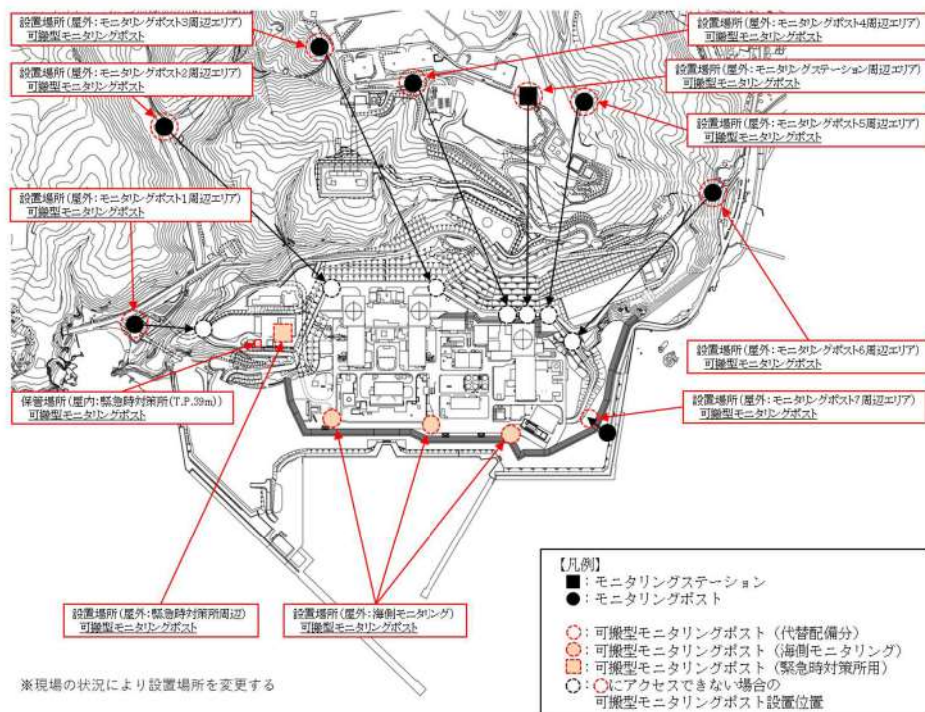 設置場所(屋外:モニタリングポスト3周辺エリア)
可搬型モニタリングポスト
設置場所(屋外:モニタリングポスト4周辺エリア)
可搬型モニタリングポスト
設置場所(屋外:モニタリングポスト2周辺エリア)
可搬型モニタリングポスト
設置場所(屋外:モニタリングステーション周辺エリア)
可搬型モニタリングポスト
設置場所(屋外:モニタリングポスト5周辺エリア)
可搬型モニタリングポスト
設置場所(屋外:モニタリングポスト1周辺エリア)
可搬型モニタリングポスト
設置場所(屋外:モニタリングポスト6周辺エリア)
可搬型モニタリングポスト
保管場所(屋内:緊急時対策所(T.P.39m))
可搬型モニタリングポスト
設置場所(屋外:モニタリングポスト7周辺エリア)
可搬型モニタリングポスト
設置場所(屋外:緊急時対策所周辺)
可搬型モニタリングポスト
設置場所(屋外:海側モニタリング)
可搬型モニタリングポスト
【凡例】
■:モニタリングステーション
●:モニタリングポスト
:可搬型モニタリングポスト(代替配備分)
:可搬型モニタリングポスト(海側モニタリング)
:可搬型モニタリングポスト(緊急時対策所用)
:にアクセスできない場合の
可搬型モニタリングポスト設置位置
※現場の状況により設置場所を変更する